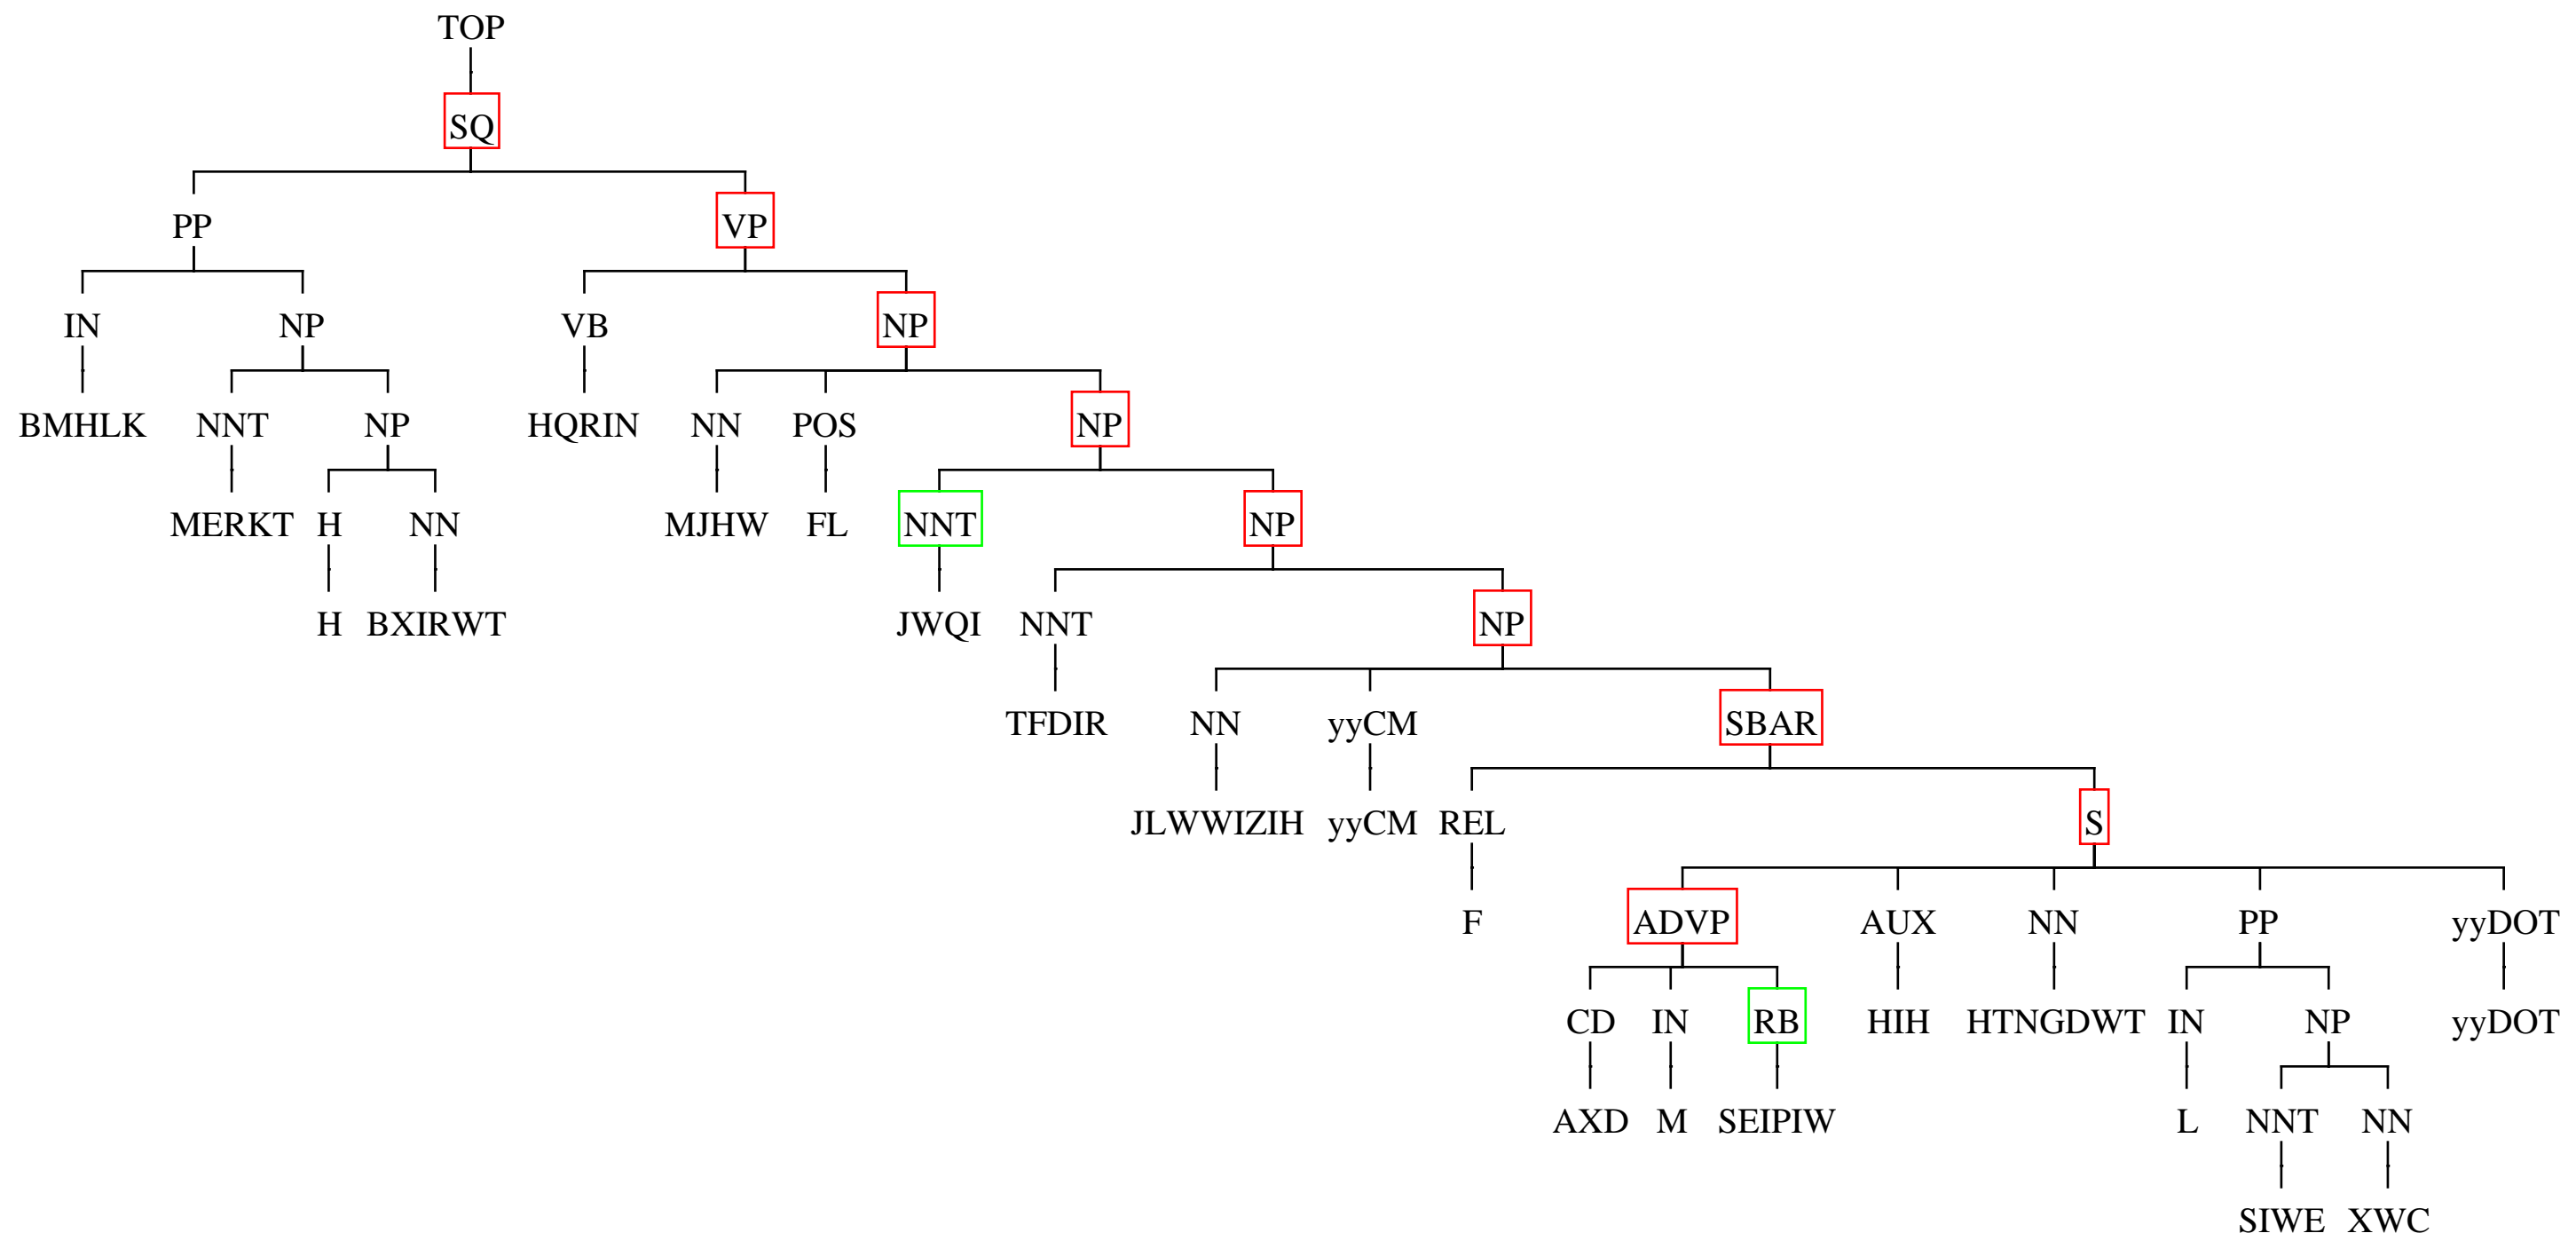 TOP
SQ
PP VP
IN NP VB NP
BMHLK NNT NP HQRIN NN POS NP
MERKT H NN MJHW FL NNT NP
H BXIRWT JWQI NNT NP
TFDIR NN yyCM SBAR
JLWWIZIH yyCM REL S
F ADVP AUX NN PP yyDOT
CD IN RB HIH HTNGDWT IN NP yyDOT
AXD M SEIPIW L NNT NN
SIWE XWC